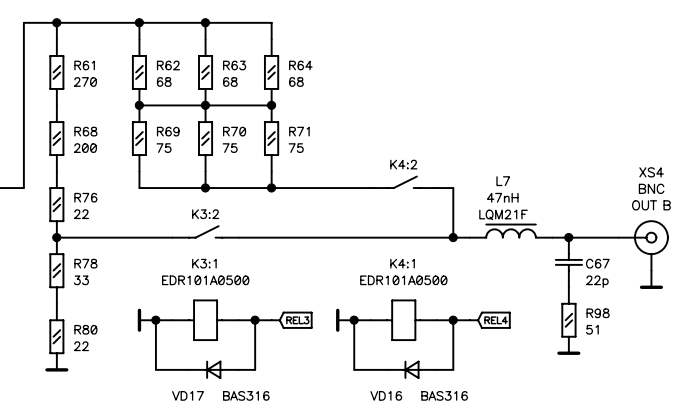 R61
270
R62
68
R63
68
R64
68
R68
200
R69
75
R70
75
R71
75
K4:2
XS4
BNC
OUT B
L7
47nH
LQM21F
R76
22
K3:2
R78
33
K3:1
EDR101A0500
K4:1
EDR101A0500
C67
22p
R80
22
REL3
REL4
R98
51
VD17 BAS316
VD16 BAS316